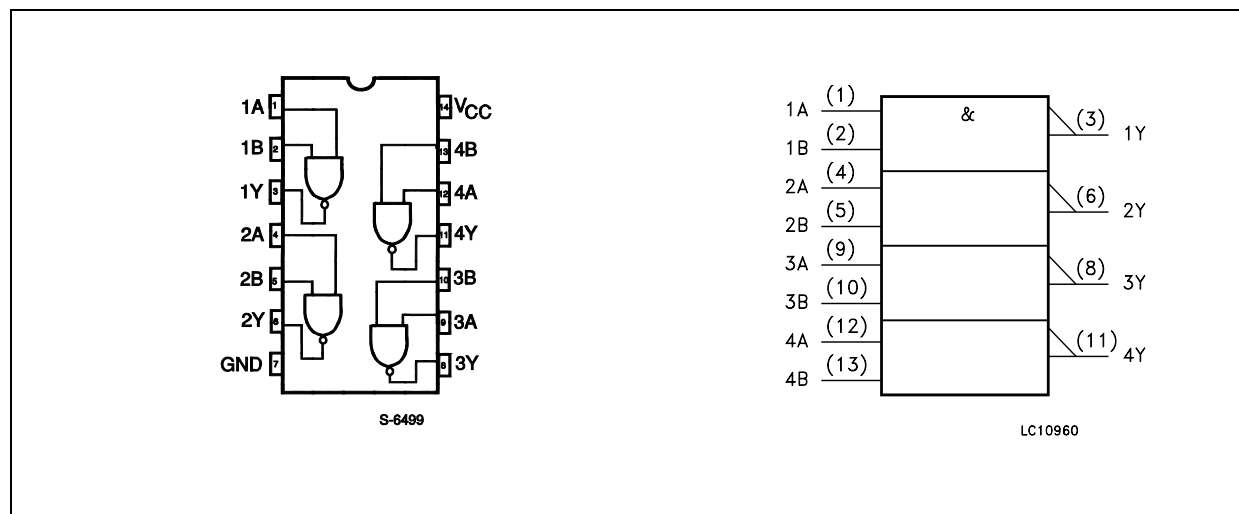 1A 1 14 VCC
1B 2 13 4B
1Y 3 12 4A
2A 4 11 4Y
2B 5 10 3B
2Y 6 9 3A
GND 7 8 3Y
S-6499
&
1A (1)
1B (2)
2A (4)
2B (5)
3A (9)
3B (10)
4A (12)
4B (13)
(3) 1Y
(6) 2Y
(8) 3Y
(11) 4Y
LC10960